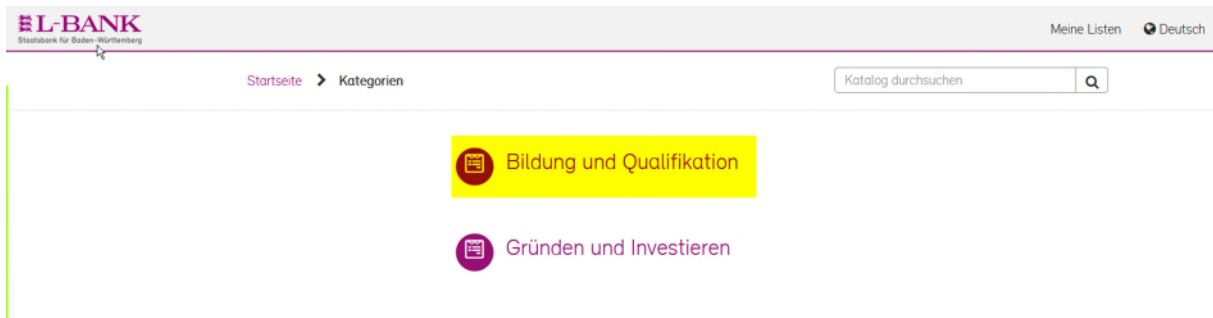 L-BANK
Staatsbank für Baden-Württemberg
Meine Listen Deutsch
Startseite Kategorien Katalog durchsuchen
Bildung und Qualifikation
Gründen und Investieren